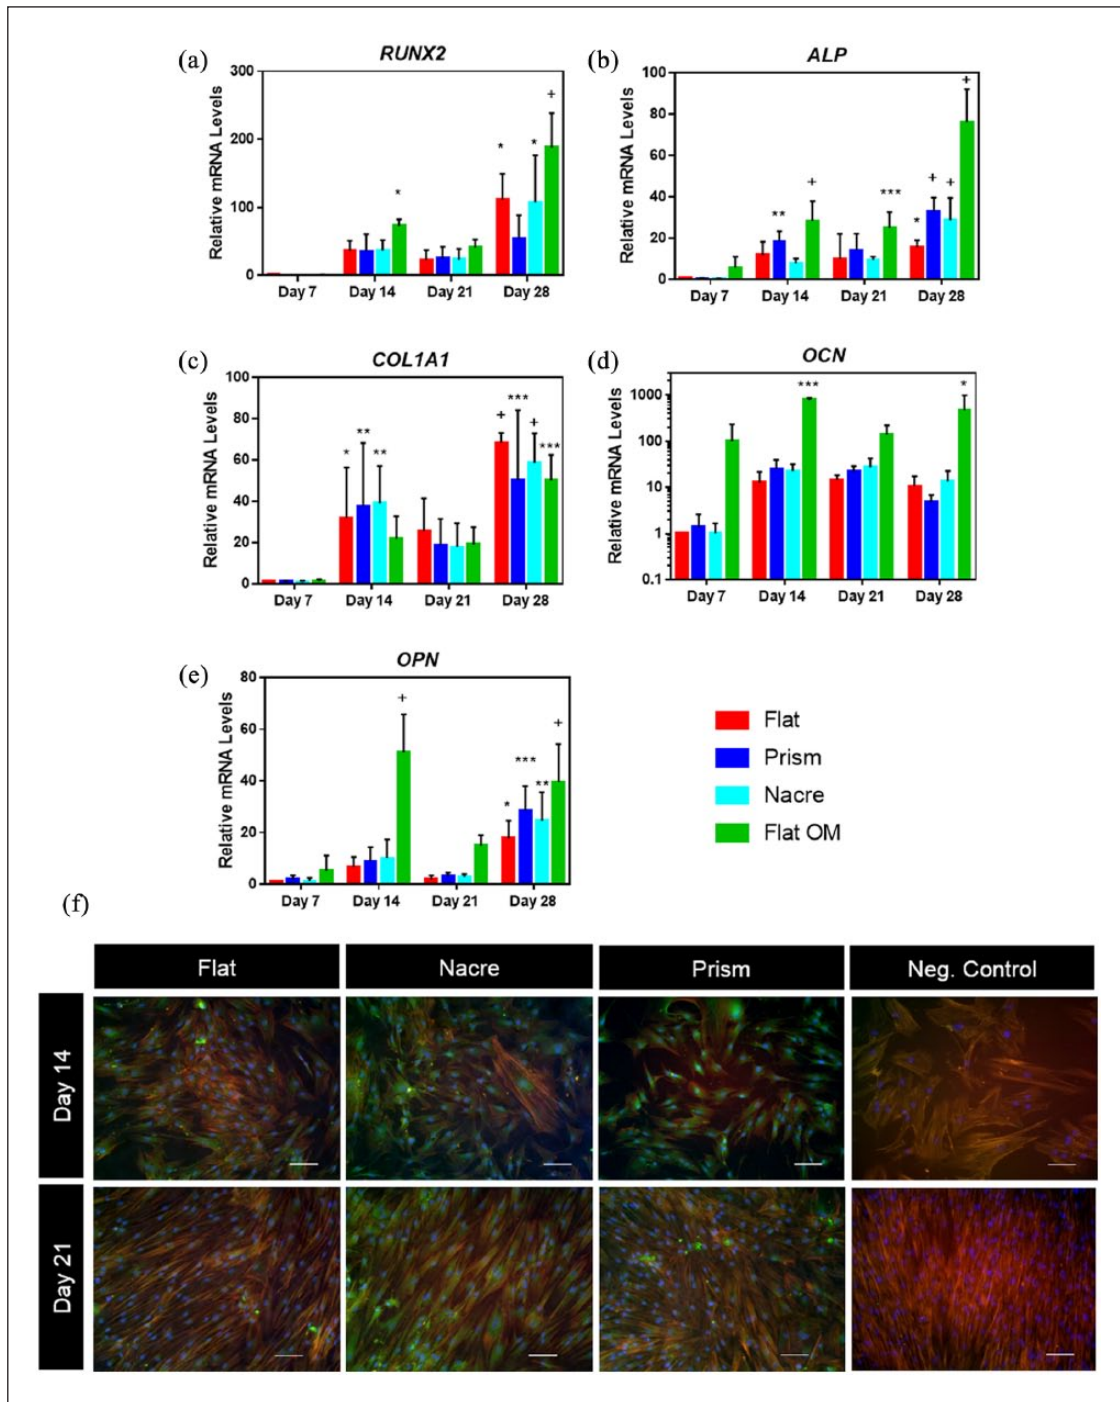 (a)
RUNX2
Relative mRNA Levels
300
200
100
0
*
*
*
+
Day 7 Day 14 Day 21 Day 28
(b)
ALP
Relative mRNA Levels
100
80
60
40
20
0
**
+
***
*
+
+
+
Day 7 Day 14 Day 21 Day 28
(c)
COL1A1
Relative mRNA Levels
100
80
60
40
20
0
*
**
**
+
***
+
***
Day 7 Day 14 Day 21 Day 28
(d)
OCN
Relative mRNA Levels
1000
100
10
1
0.1
***
*
Day 7 Day 14 Day 21 Day 28
(e)
OPN
Relative mRNA Levels
80
60
40
20
0
+
*
***
**
+
Day 7 Day 14 Day 21 Day 28
Flat
Prism
Nacre
Flat OM
(f)
Flat Nacre Prism Neg. Control
Day 14
Day 21